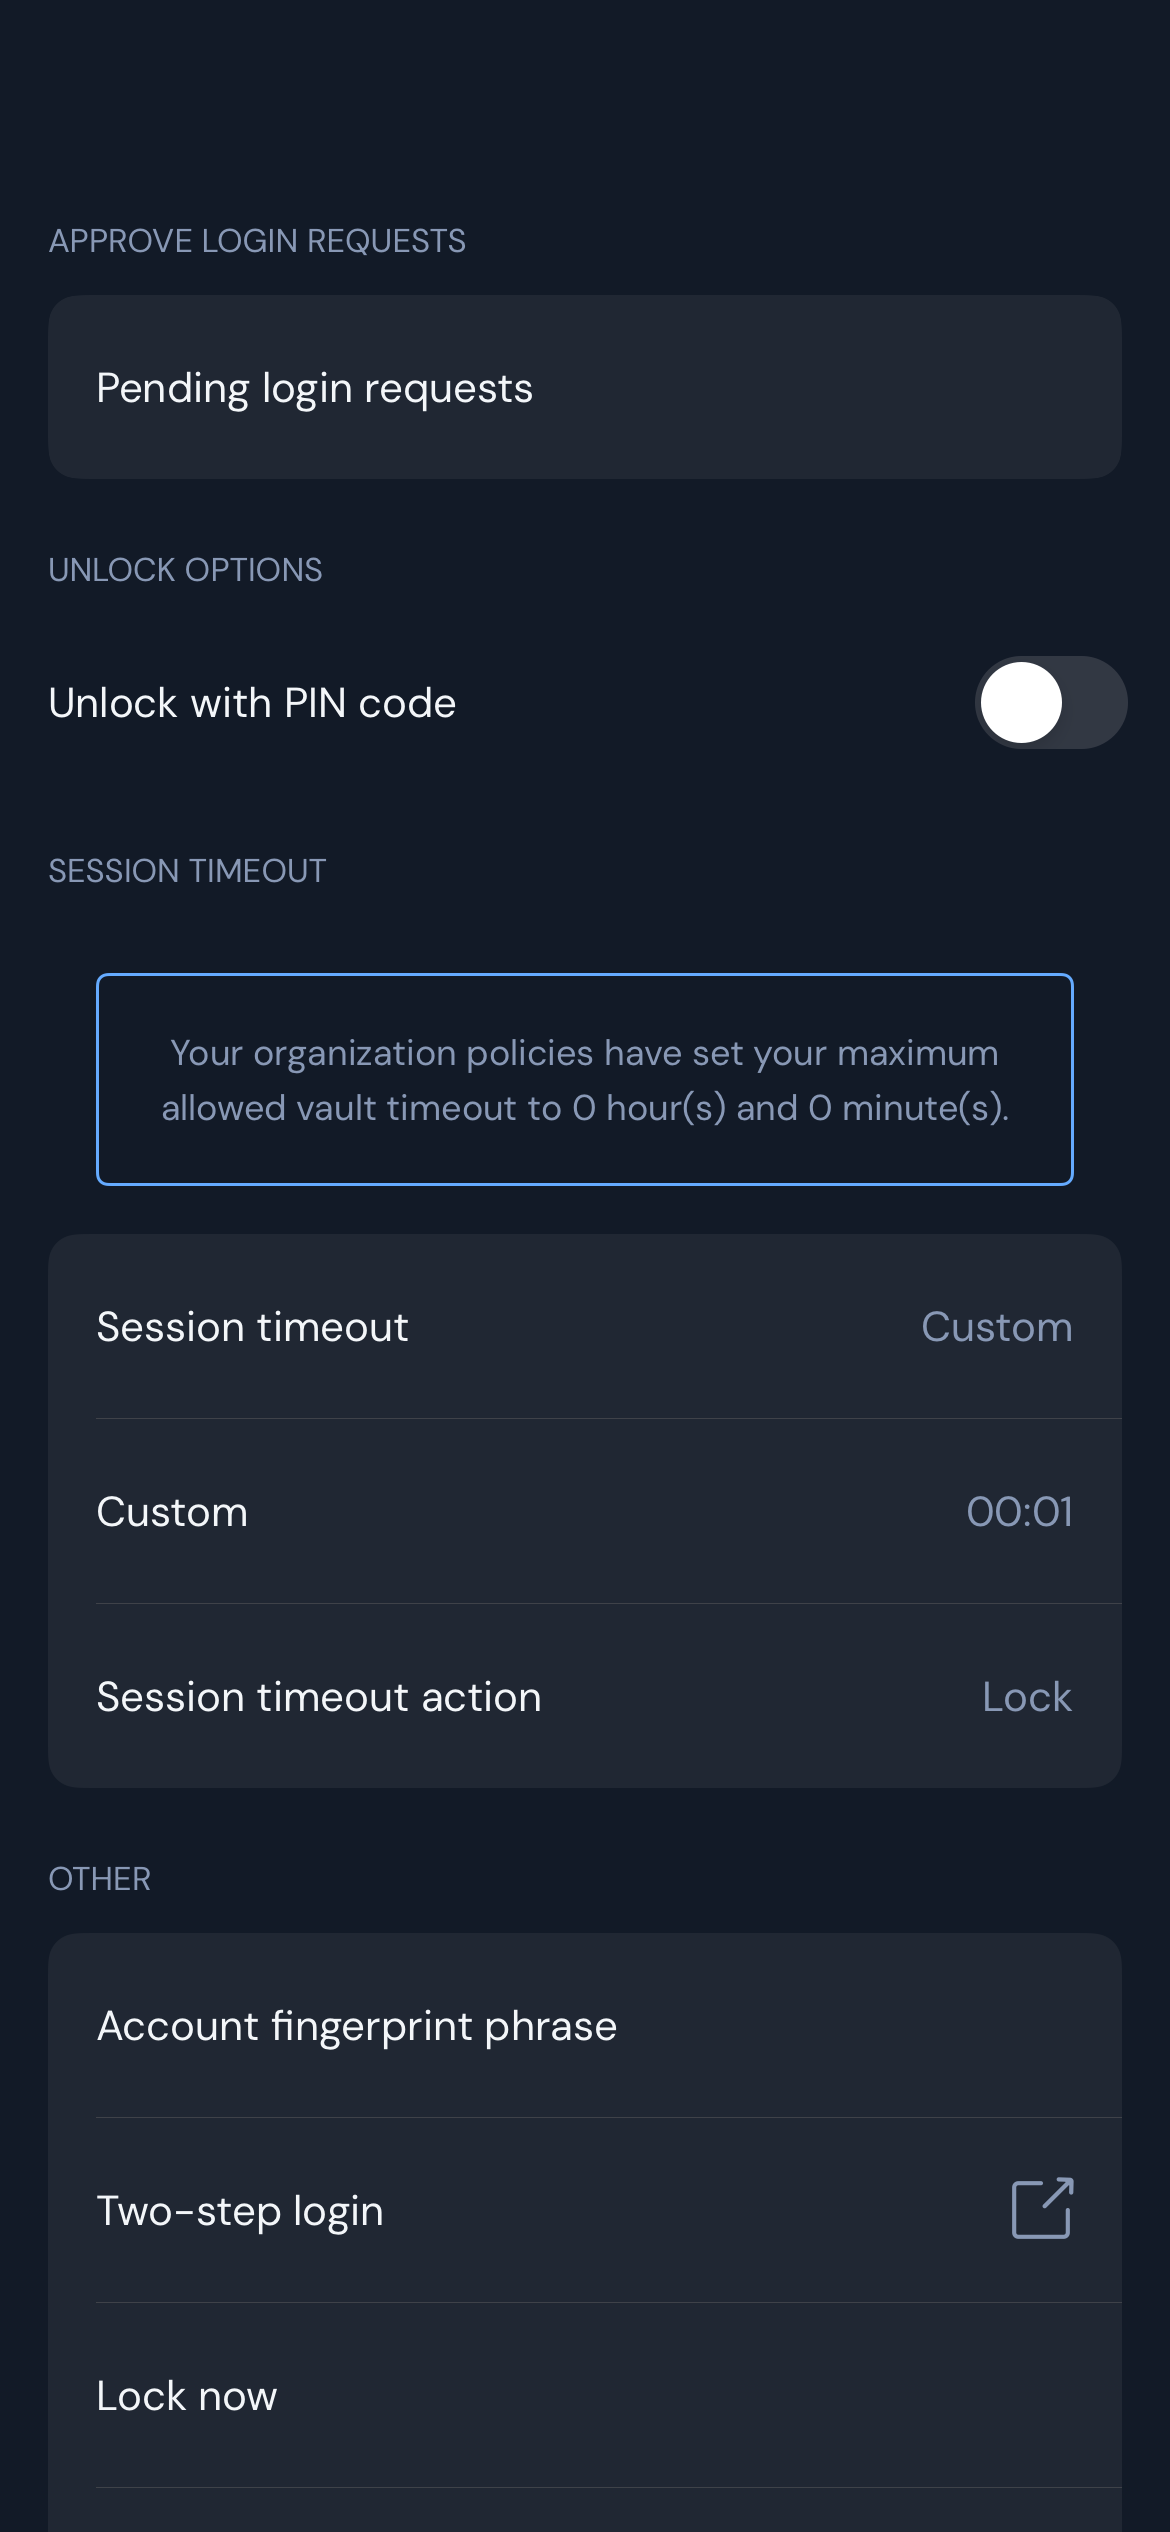 APPROVE LOGIN REQUESTS
Pending login requests
UNLOCK OPTIONS
Unlock with PIN code
SESSION TIMEOUT
Your organization policies have set your maximum
allowed vault timeout to 0 hour(s) and 0 minute(s).
Session timeout Custom
Custom 00:01
Session timeout action Lock
OTHER
Account fingerprint phrase
Two-step login
Lock now